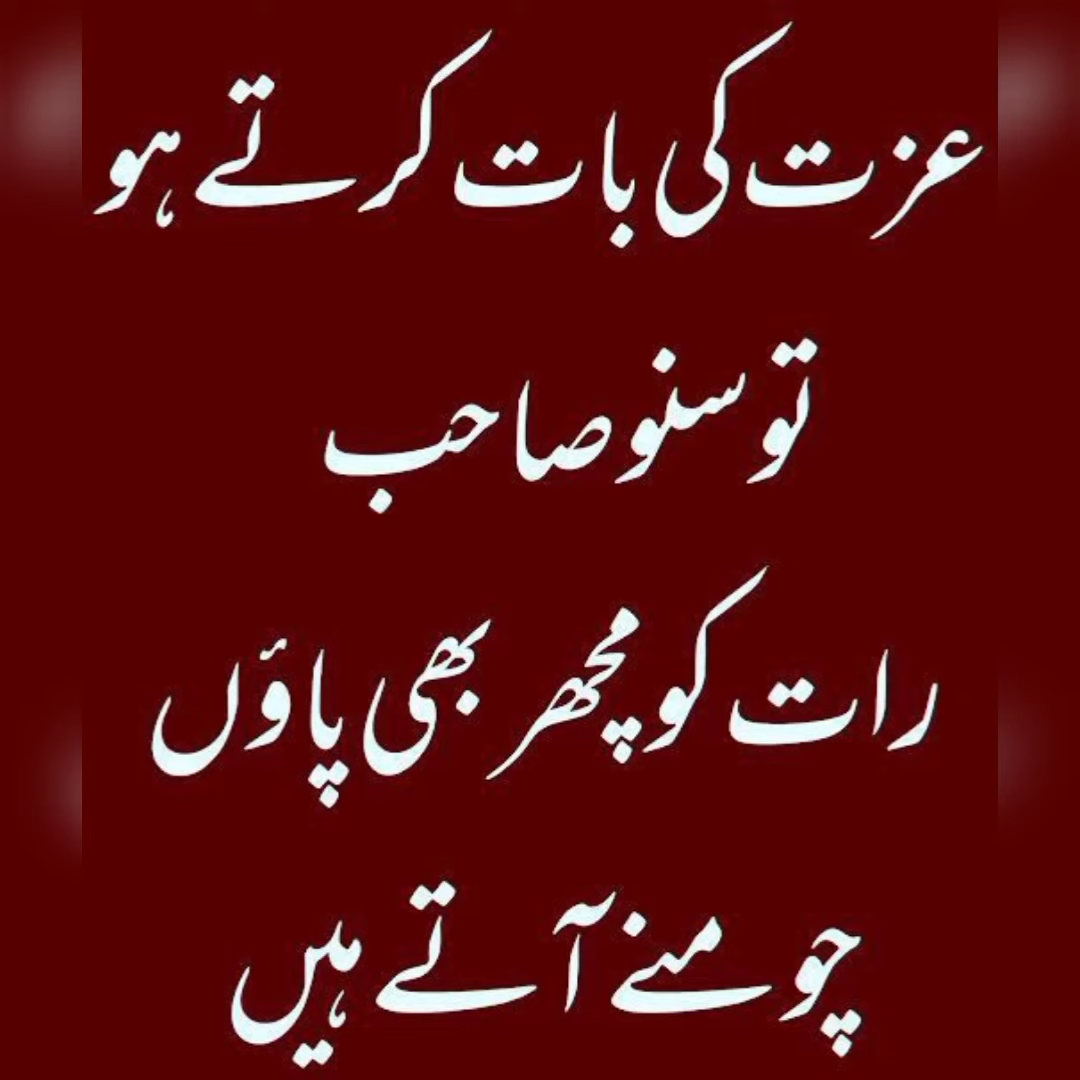 عزت کی بات کرتے ہو
تو سنو صاحب
رات کو مچھر بھی پاؤں
چومنے آتے ہیں